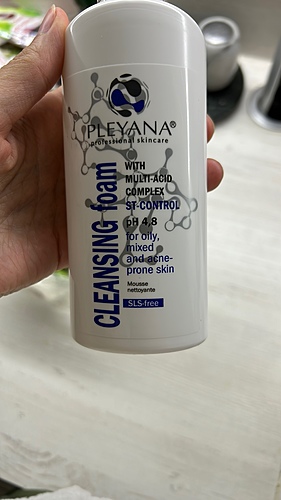 PLEYANA®
professional skincare
CLEANSING foam
WITH
MULTI-ACID
COMPLEX
ST-CONTROL
pH 4,8
for oily,
mixed
and acne-
prone skin
Mousse
nettoyante
SLS-free